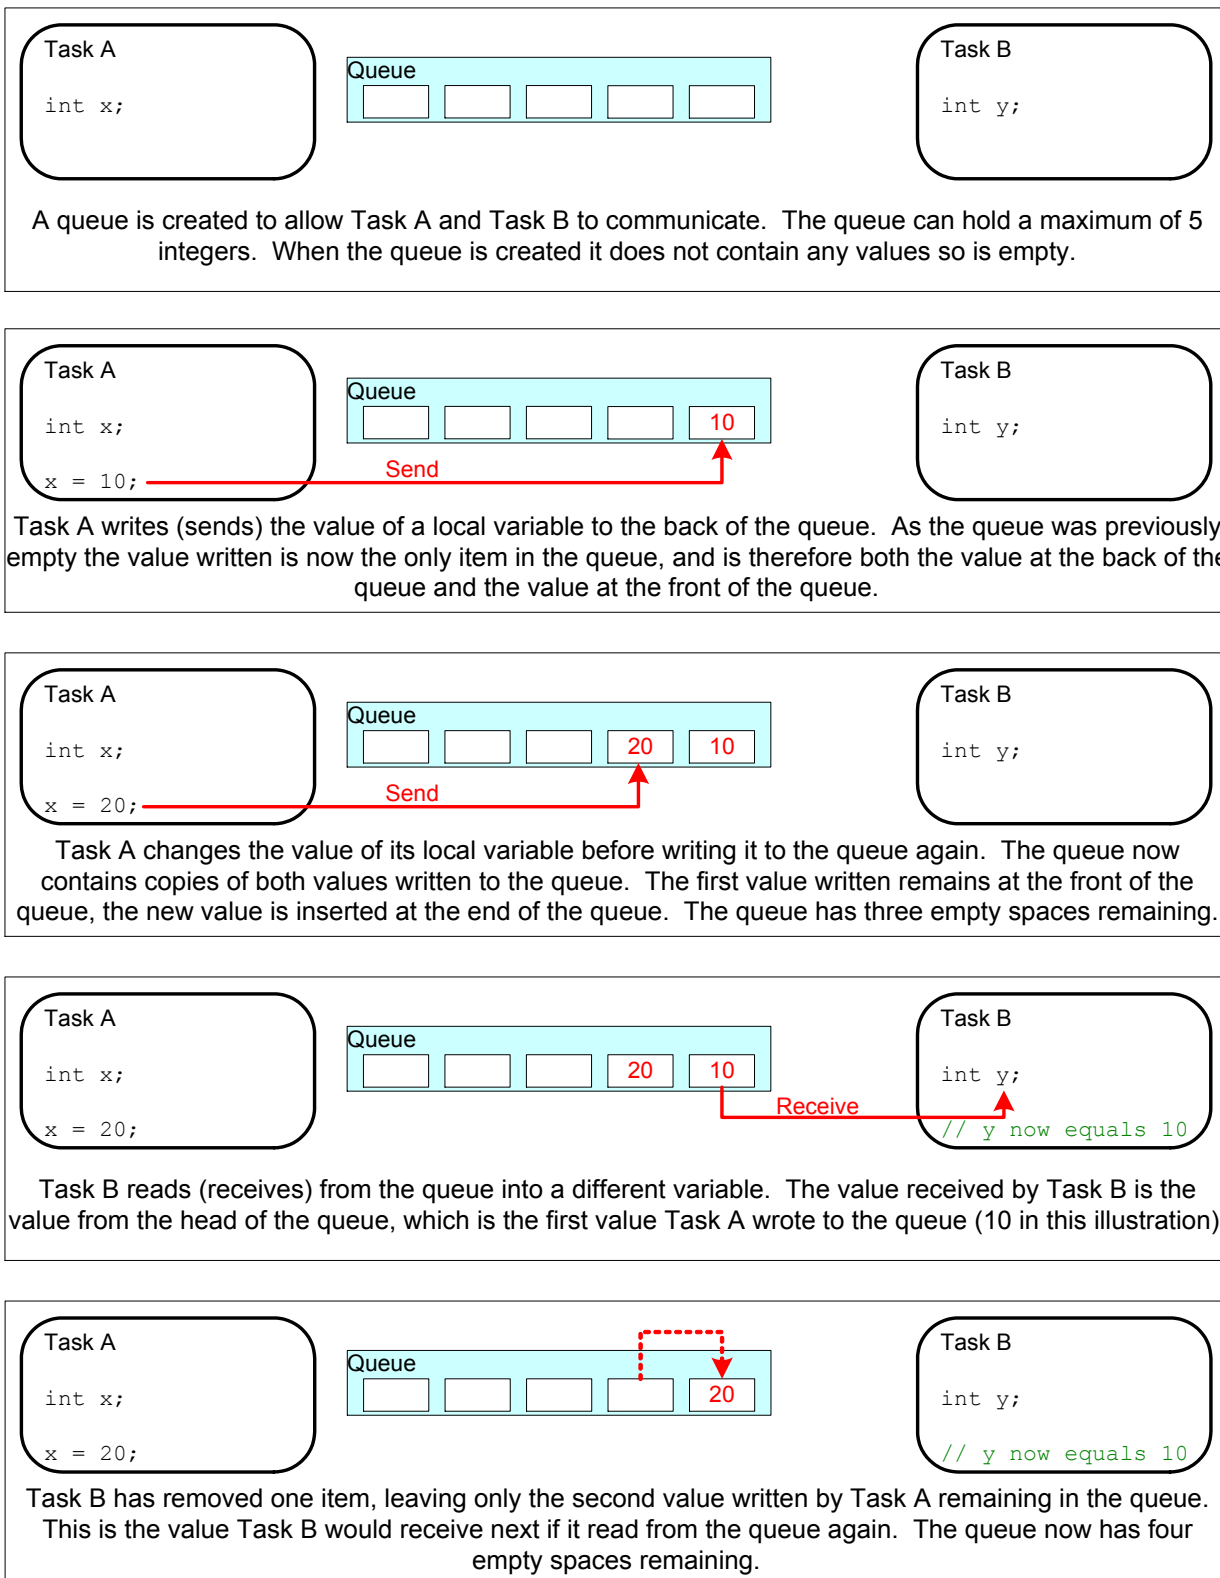 Task A
Queue
Task B
int x;
int y;
A queue is created to allow Task A and Task B to communicate. The queue can hold a maximum of 5
integers. When the queue is created it does not contain any values so is empty.
Task A
Queue
Task B
int x;
10
int y;
Send
x = 10;
Task A writes (sends) the value of a local variable to the back of the queue. As the queue was previously
empty the value written is now the only item in the queue, and is therefore both the value at the back of the
queue and the value at the front of the queue.
Task A
Queue
Task B
int x;
20 10
int y;
Send
x = 20;
Task A changes the value of its local variable before writing it to the queue again. The queue now
contains copies of both values written to the queue. The first value written remains at the front of the
queue, the new value is inserted at the end of the queue. The queue has three empty spaces remaining.
Task A
Queue
Task B
int x;
20 10
int y;
Receive
x = 20;
// y now equals 10
Task B reads (receives) from the queue into a different variable. The value received by Task B is the
value from the head of the queue, which is the first value Task A wrote to the queue (10 in this illustration)
Task A
Queue
Task B
int x;
20
int y;
x = 20;
// y now equals 10
Task B has removed one item, leaving only the second value written by Task A remaining in the queue.
This is the value Task B would receive next if it read from the queue again. The queue now has four
empty spaces remaining.